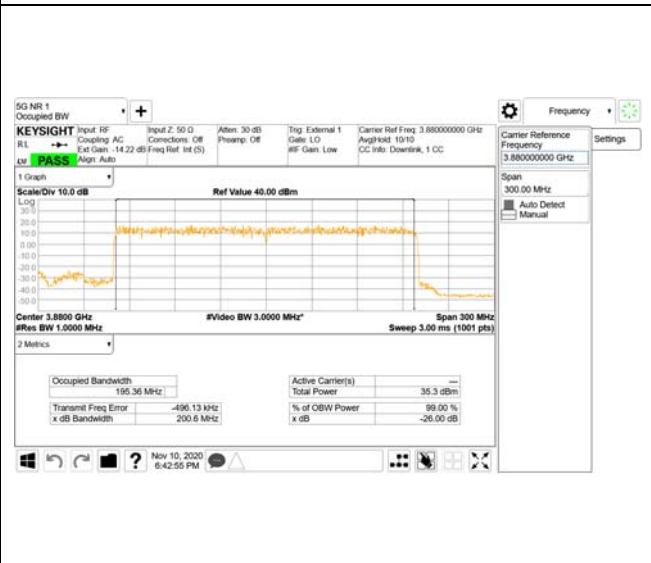 5G NR 1
Occupied BW
Frequency
KEYSIGHT
RL
PASS
Input: RF
Coupling: AC
Ext Gain: -14.22 dB
Align: Auto
Input Z: 50 Ω
Corrections: Off
Freq Ref: Int (S)
Atten: 30 dB
Preamp: Off
Trig: External 1
Gate: LO
#IF Gain: Low
Carrier Ref Freq: 3.880000000 GHz
Avg|Hold: 10/10
CC Info: Downlink, 1 CC
Carrier Reference
Frequency
3.880000000 GHz
Settings
Span
300.00 MHz
Auto Detect
Manual
1 Graph
Scale/Div 10.0 dB
Ref Value 40.00 dBm
Log
30.0
20.0
10.0
0.00
-10.0
-20.0
-30.0
-40.0
-50.0
Center 3.8800 GHz
#Video BW 3.0000 MHz*
Span 300 MHz
#Res BW 1.0000 MHz
Sweep 3.00 ms (1001 pts)
2 Metrics
Occupied Bandwidth
195.36 MHz
Active Carrier(s)
---
Total Power
35.3 dBm
Transmit Freq Error
-496.13 kHz
% of OBW Power
99.00 %
x dB Bandwidth
200.6 MHz
x dB
-26.00 dB
Nov 10, 2020
6:42:55 PM